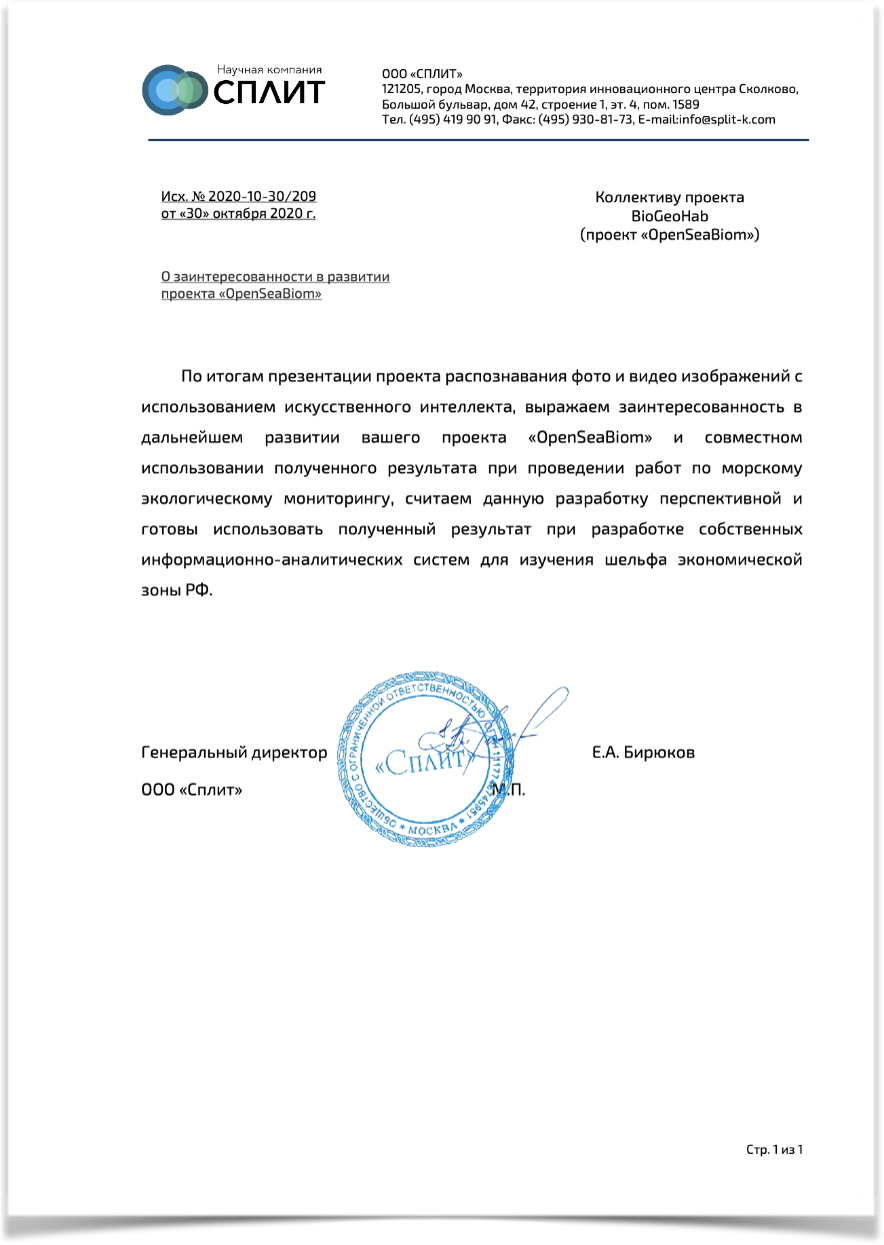 Научная компания
СПЛИТ
ООО «СПЛИТ»
121205, город Москва, территория инновационного центра Сколково,
Большой бульвар, дом 42, строение 1, эт. 4, пом. 1589
Тел. (495) 419 90 91, Факс: (495) 930-81-73, E-mail:info@split-k.com
Исх. № 2020-10-30/209
от «30» октября 2020 г.
Коллективу проекта
BioGeoHab
(проект «OpenSeaBiom»)
О заинтересованности в развитии
проекта «OpenSeaBiom»
По итогам презентации проекта распознавания фото и видео изображений с
использованием искусственного интеллекта, выражаем заинтересованность в
дальнейшем развитии вашего проекта «OpenSeaBiom» и совместном
использовании полученного результата при проведении работ по морскому
экологическому мониторингу, считаем данную разработку перспективной и
готовы использовать полученный результат при разработке собственных
информационно-аналитических систем для изучения шельфа экономической
зоны РФ.
Генеральный директор
ООО «Сплит»
ОБЩЕСТВО С ОГРАНИЧЕННОЙ ОТВЕТСТВЕННОСТЬЮ
«Сплит»
* МОСКВА *
М.П.
Е.А. Бирюков
Стр. 1 из 1